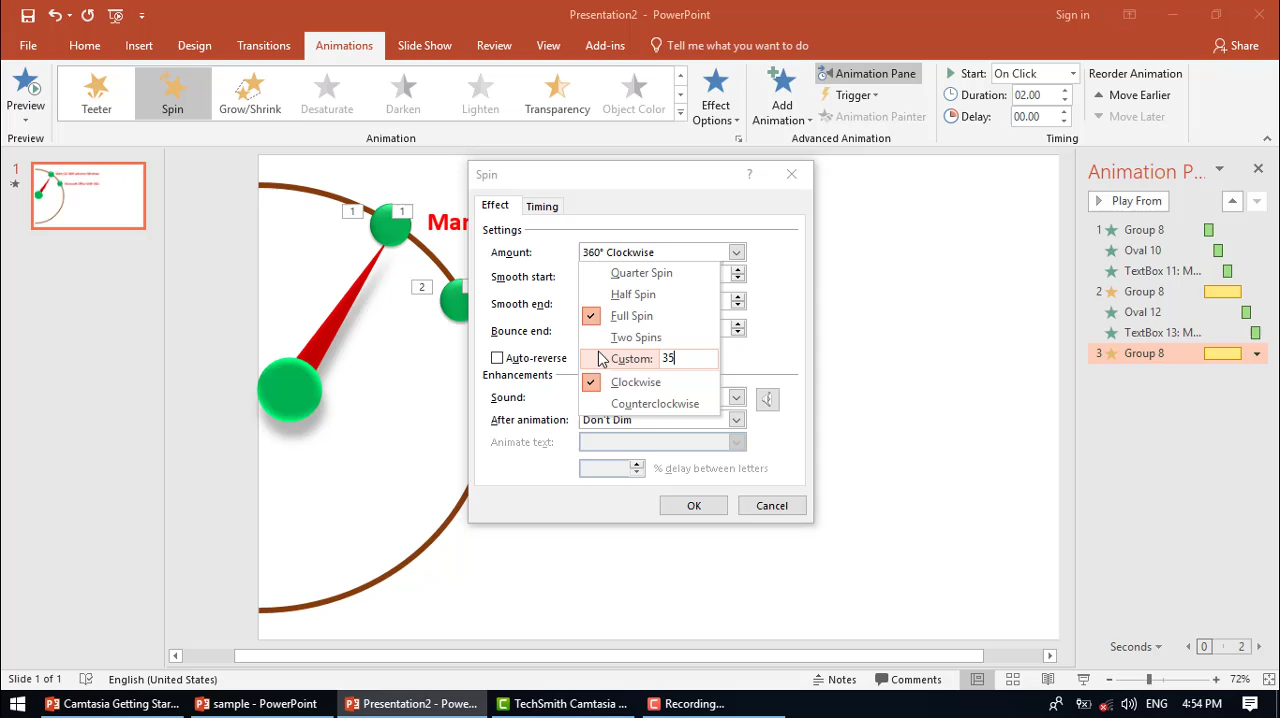 Presentation2 - PowerPoint
Sign in
File Home Insert Design Transitions Animations Slide Show Review View Add-ins Tell me what you want to do Share
Preview
Teeter Spin Grow/Shrink Desaturate Darken Lighten Transparency Object Color
Effect Options
Add Animation
Animation Pane
Trigger
Animation Painter
Start: On Click
Duration: 02.00
Delay: 00.00
Reorder Animation
Move Earlier
Move Later
Preview Animation Advanced Animation Timing
1
1 1
2
Mar
Spin
?
Effect Timing
Settings
Amount: 360° Clockwise
Smooth start:
Smooth end:
Bounce end:
Auto-reverse
Quarter Spin
Half Spin
Full Spin
Two Spins
Custom: 35
Clockwise
Counterclockwise
Enhancements
Sound:
After animation: Don't Dim
Animate text:
% delay between letters
OK Cancel
Animation P...
Play From
1 Group 8
Oval 10
TextBox 11: M...
2 Group 8
Oval 12
TextBox 13: M...
3 Group 8
Seconds 0 2
Slide 1 of 1 English (United States) Notes Comments 72%
Camtasia Getting Star... sample - PowerPoint Presentation2 - Powe... TechSmith Camtasia ... Recording... ENG 4:54 PM